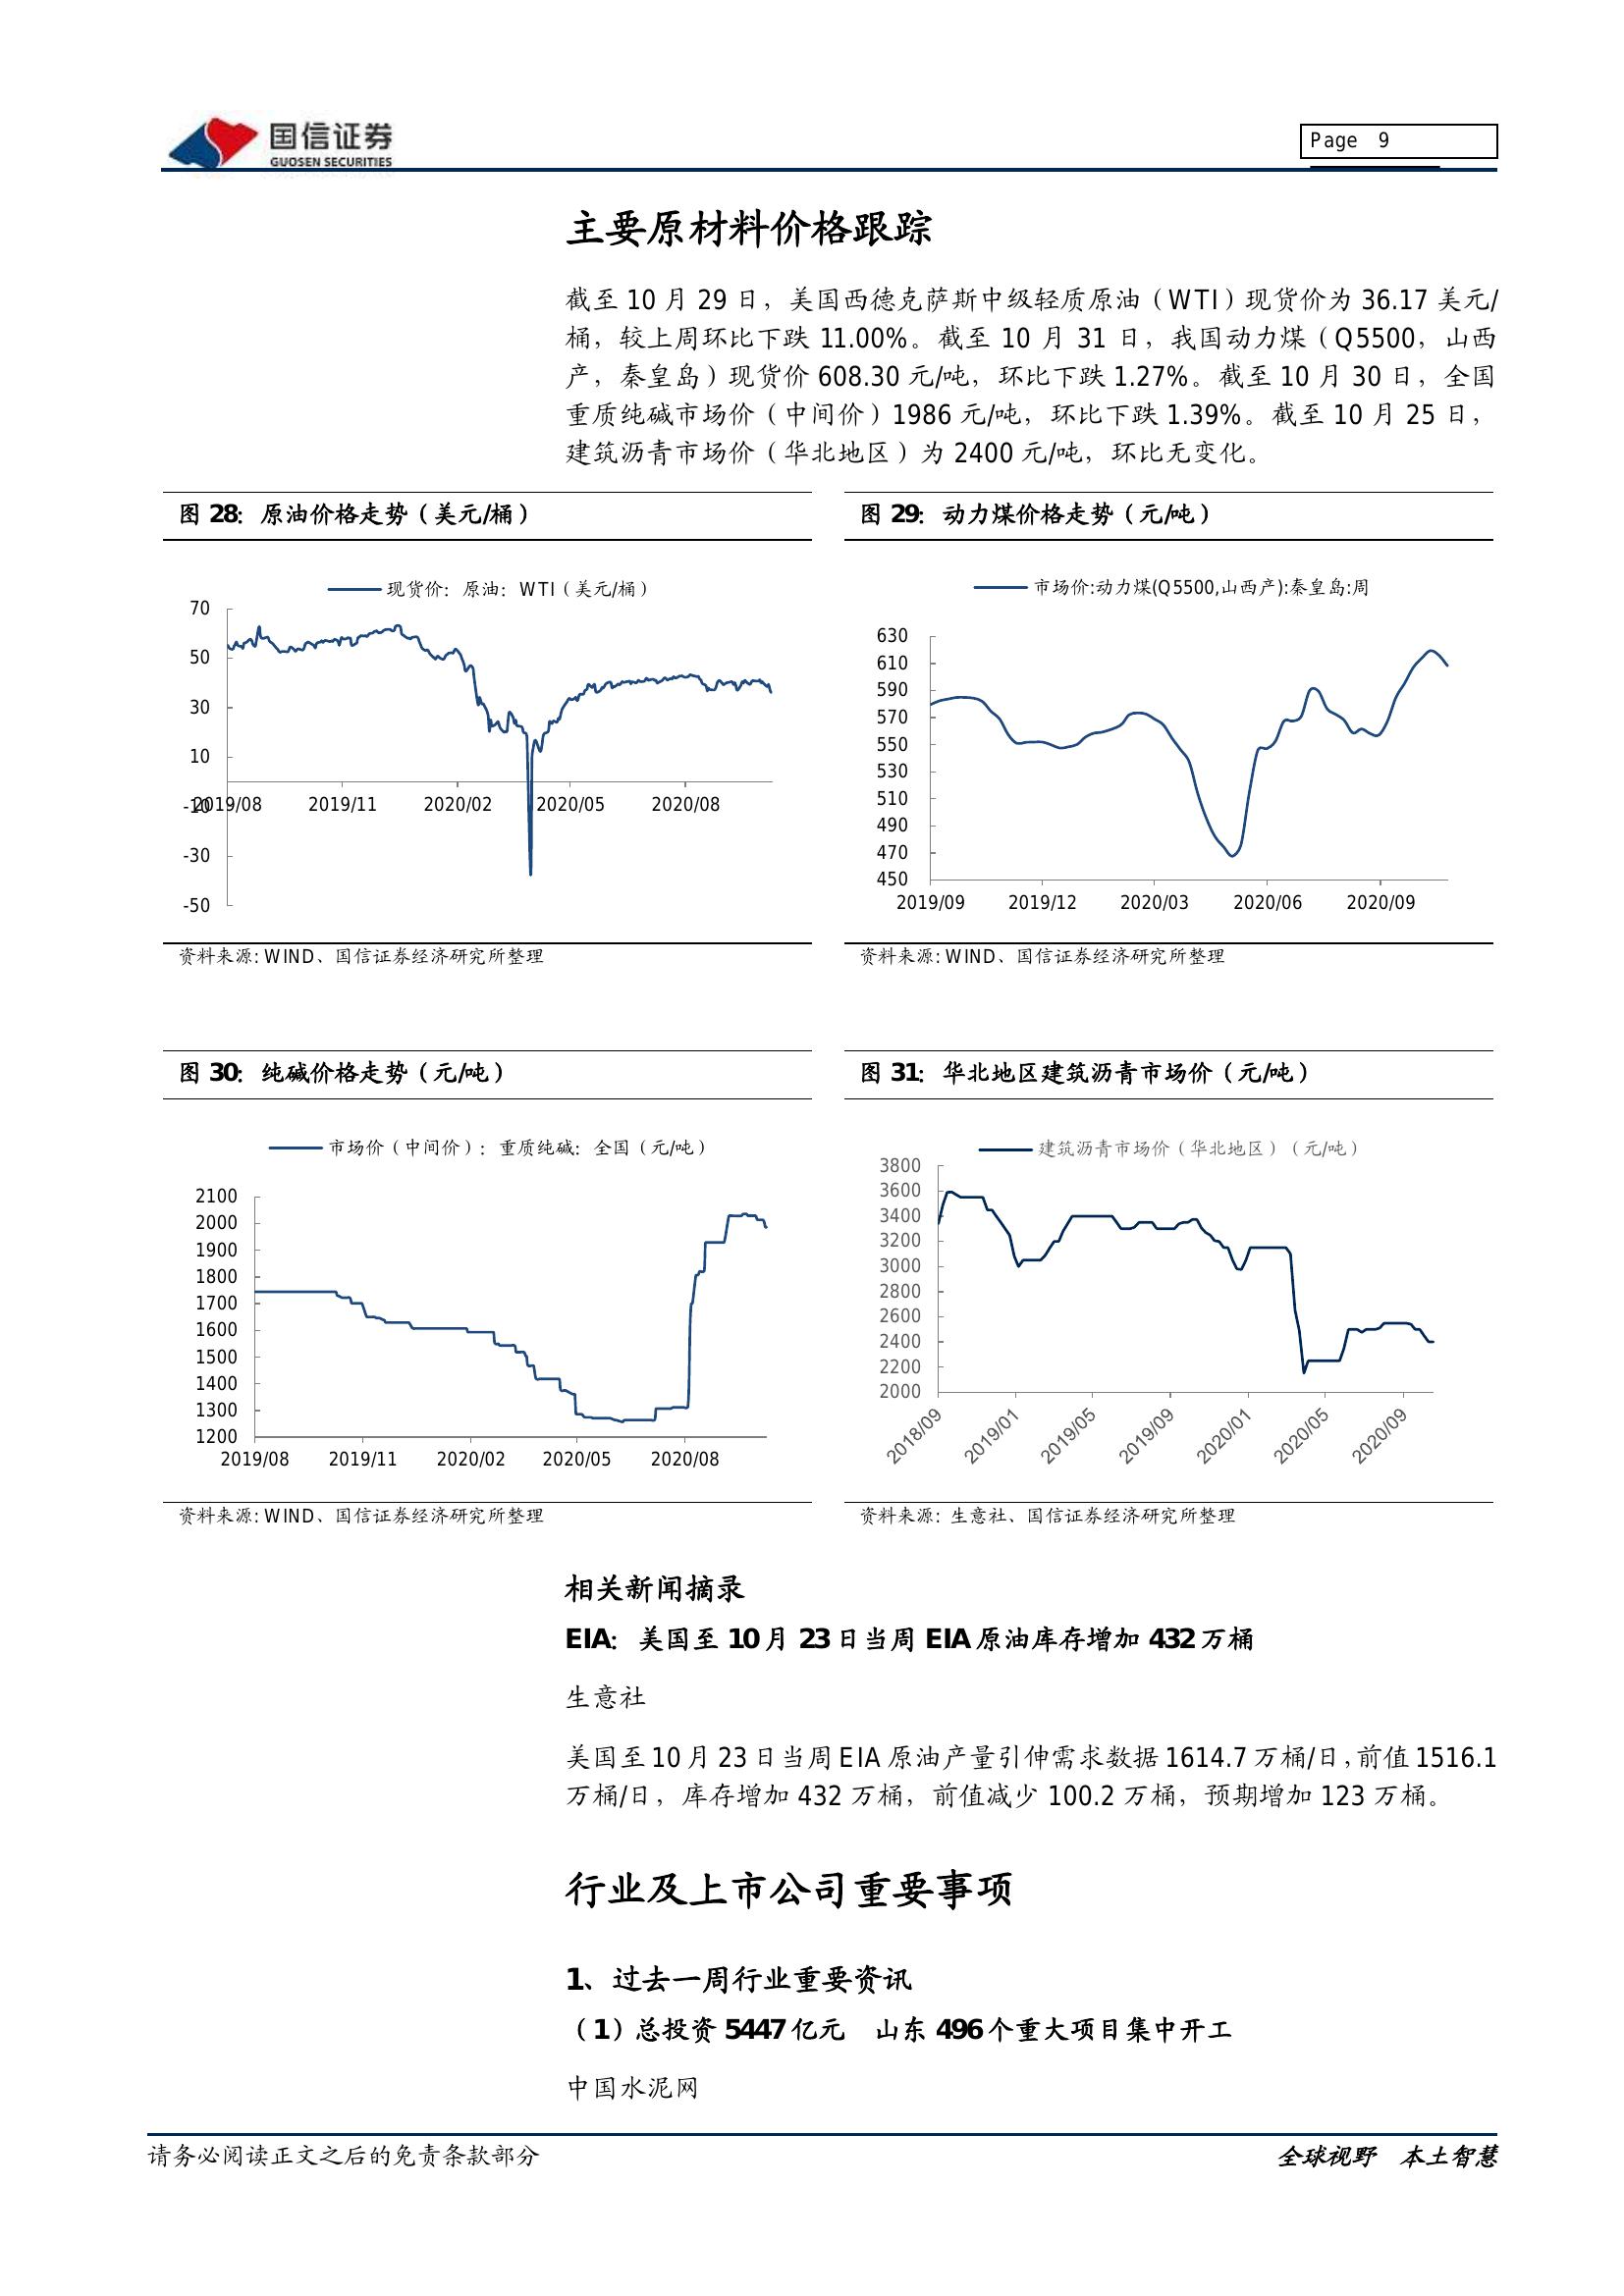 国信证券
GUOSEN SECURITIES
Page 9
主要原材料价格跟踪
截至 10 月 29 日，美国西德克萨斯中级轻质原油（WTI）现货价为 36.17 美元/
桶，较上周环比下跌 11.00%。截至 10 月 31 日，我国动力煤（Q5500，山西
产，秦皇岛）现货价 608.30 元/吨，环比下跌 1.27%。截至 10 月 30 日，全国
重质纯碱市场价（中间价）1986 元/吨，环比下跌 1.39%。截至 10 月 25 日，
建筑沥青市场价（华北地区）为 2400 元/吨，环比无变化。
图 28：原油价格走势（美元/桶）
现货价：原油：WTI（美元/桶）
70
50
30
10
-10
-30
-50
2019/08 2019/11 2020/02 2020/05 2020/08
资料来源: WIND、国信证券经济研究所整理
图 29：动力煤价格走势（元/吨）
市场价:动力煤(Q5500,山西产):秦皇岛:周
630
610
590
570
550
530
510
490
470
450
2019/09 2019/12 2020/03 2020/06 2020/09
资料来源: WIND、国信证券经济研究所整理
图 30：纯碱价格走势（元/吨）
市场价（中间价）：重质纯碱：全国（元/吨）
2100
2000
1900
1800
1700
1600
1500
1400
1300
1200
2019/08 2019/11 2020/02 2020/05 2020/08
资料来源: WIND、国信证券经济研究所整理
图 31：华北地区建筑沥青市场价（元/吨）
建筑沥青市场价（华北地区）（元/吨）
3800
3600
3400
3200
3000
2800
2600
2400
2200
2000
2018/09 2019/01 2019/05 2019/09 2020/01 2020/05 2020/09
资料来源: 生意社、国信证券经济研究所整理
相关新闻摘录
EIA：美国至 10 月 23 日当周 EIA 原油库存增加 432 万桶
生意社
美国至 10 月 23 日当周 EIA 原油产量引伸需求数据 1614.7 万桶/日，前值 1516.1
万桶/日，库存增加 432 万桶，前值减少 100.2 万桶，预期增加 123 万桶。
行业及上市公司重要事项
1、过去一周行业重要资讯
（1）总投资 5447 亿元　山东 496 个重大项目集中开工
中国水泥网
请务必阅读正文之后的免责条款部分
全球视野　本土智慧